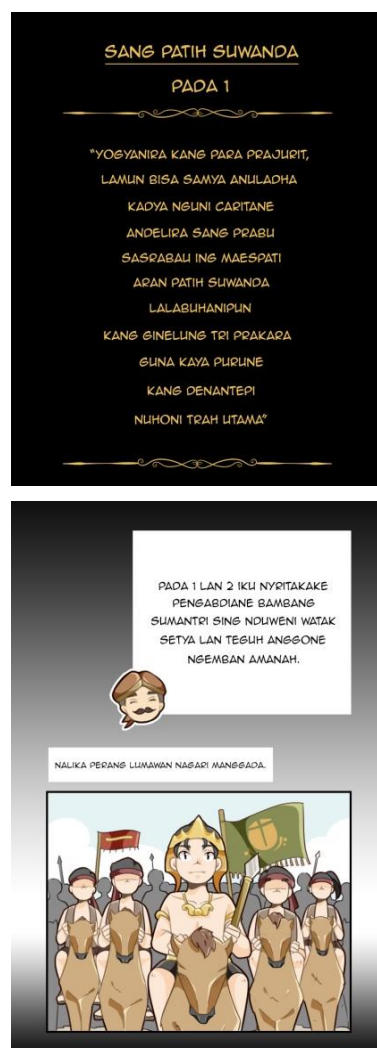 SANG PATIH SUWANDA
PADA 1
"YOGYANIRA KANG PARA PRAJURIT,
LAMUN BISA SAMYA ANULADHA
KADYA NGUNI CARITANE
ANDELIRA SANG PRABU
SASRABAU ING MAESPATI
ARAN PATIH SUWANDA
LALABUHANIPUN
KANG GINELUNG TRI PRAKARA
GUNA KAYA PURUNE
KANG DENANTEPI
NUHONI TRAH UTAMA"
PADA 1 LAN 2 IKU NYRITAKAKE
PENGABDIANE BAMBANG
SUMANTRI SING NDUWENI WATAK
SETYA LAN TEGUH ANGGONE
NGEMBAN AMANAH.
NALIKA PERANG LUMAWAN NAGARI MANGGADA.